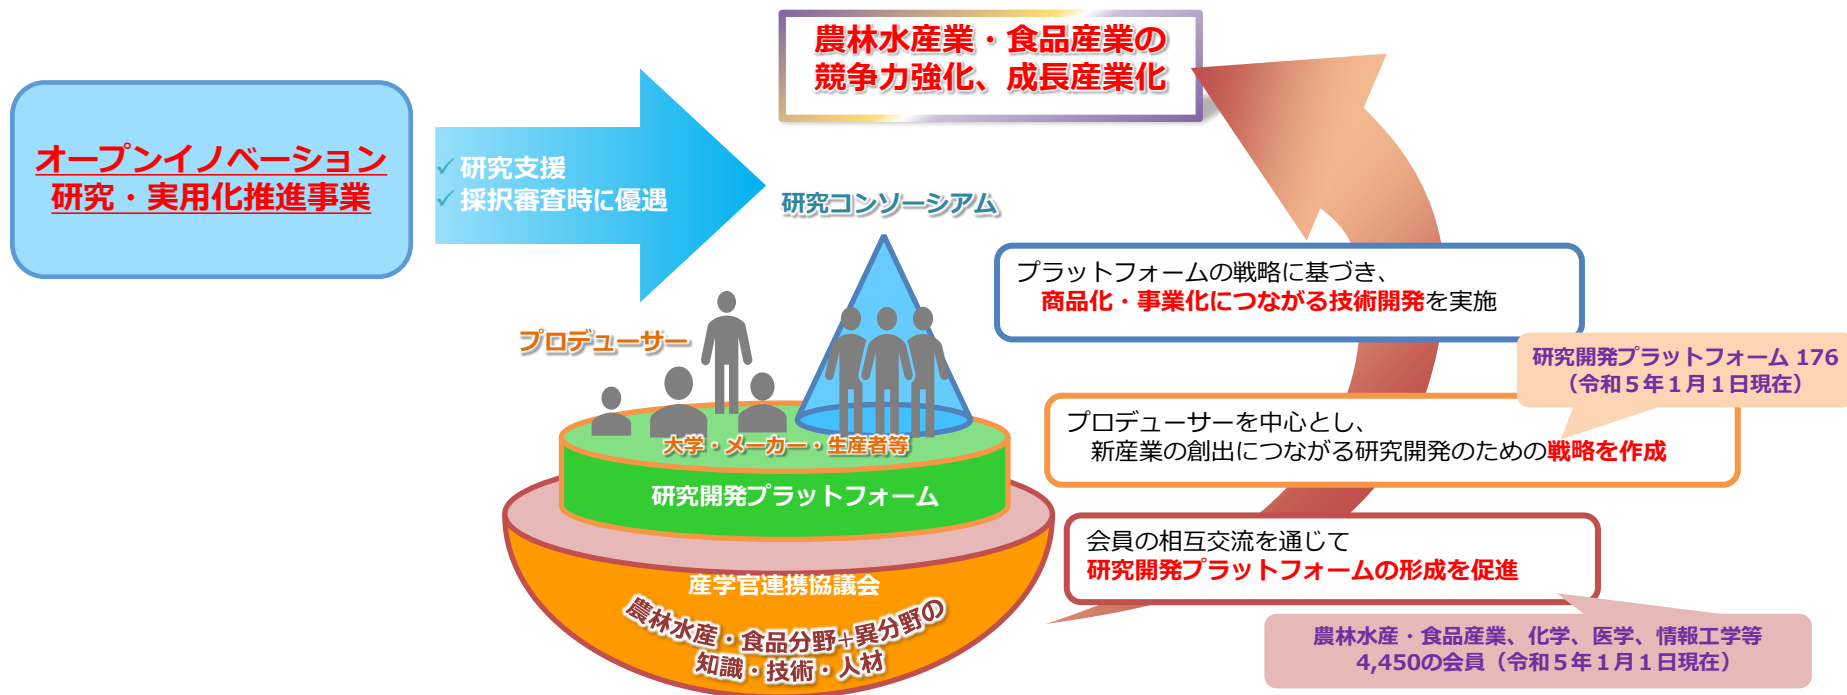 農林水産業・食品産業の
競争力強化、成長産業化
オープンイノベーション
研究・実用化推進事業
✓ 研究支援
✓ 採択審査時に優遇
研究コンソーシアム
プロデューサー
大学・メーカー・生産者等
研究開発プラットフォーム
産学官連携協議会
農林水産・食品分野+異分野の
知識・技術・人材
プラットフォームの戦略に基づき、
商品化・事業化につながる技術開発を実施
研究開発プラットフォーム 176
（令和５年１月１日現在）
プロデューサーを中心とし、
新産業の創出につながる研究開発のための戦略を作成
会員の相互交流を通じて
研究開発プラットフォームの形成を促進
農林水産・食品産業、化学、医学、情報工学等
4,450の会員（令和５年１月１日現在）